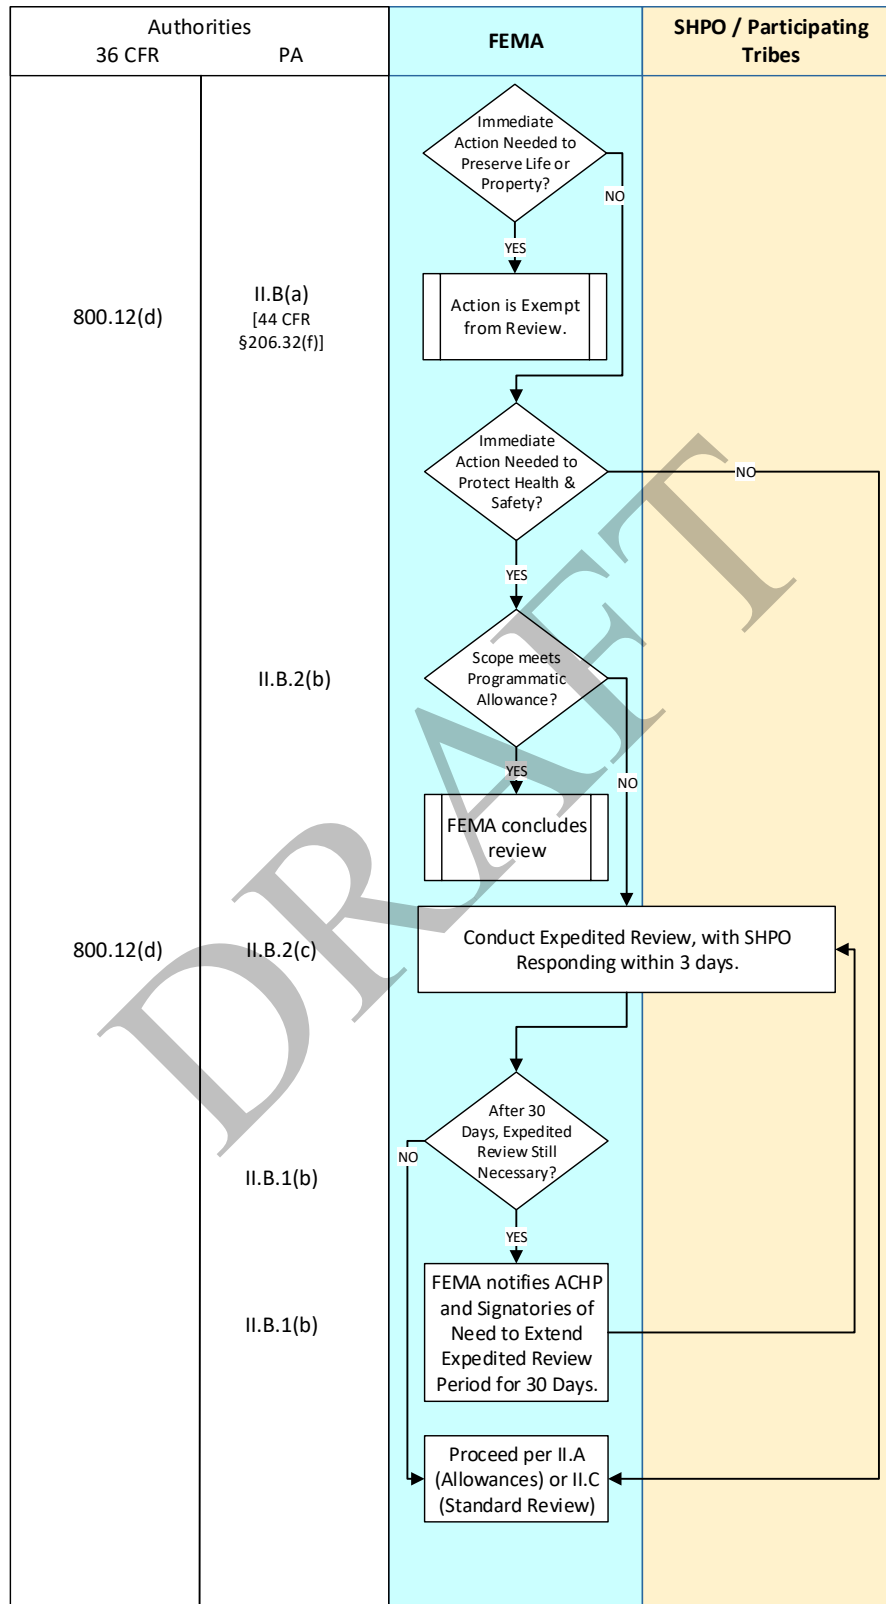 Authorities
36 CFR
PA
FEMA
SHPO / Participating
Tribes
Immediate
Action Needed to
Preserve Life or
Property?
NO
YES
800.12(d)
II.B(a)
[44 CFR
§206.32(f)]
Action is Exempt
from Review.
Immediate
Action Needed to
Protect Health &
Safety?
NO
YES
II.B.2(b)
Scope meets
Programmatic
Allowance?
YES
NO
FEMA concludes
review
800.12(d)
II.B.2(c)
Conduct Expedited Review, with SHPO
Responding within 3 days.
After 30
Days, Expedited
Review Still
Necessary?
NO
II.B.1(b)
YES
II.B.1(b)
FEMA notifies ACHP
and Signatories of
Need to Extend
Expedited Review
Period for 30 Days.
Proceed per II.A
(Allowances) or II.C
(Standard Review)
DRAFT